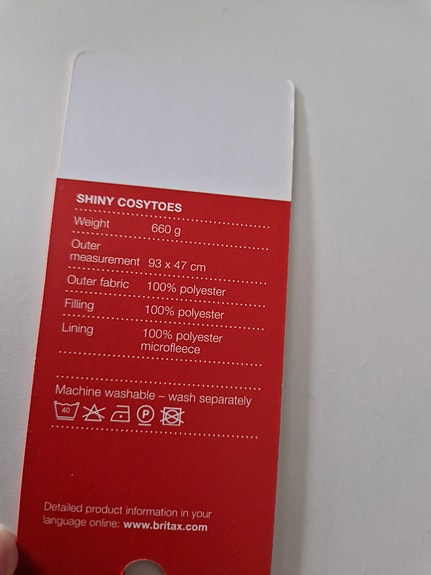 SHINY COSYTOES
Weight 660 g
Outer
measurement 93 x 47 cm
Outer fabric 100% polyester
Filling 100% polyester
Lining 100% polyester
microfleece
Machine washable – wash separately
40 P
Detailed product information in your
language online: www.britax.com